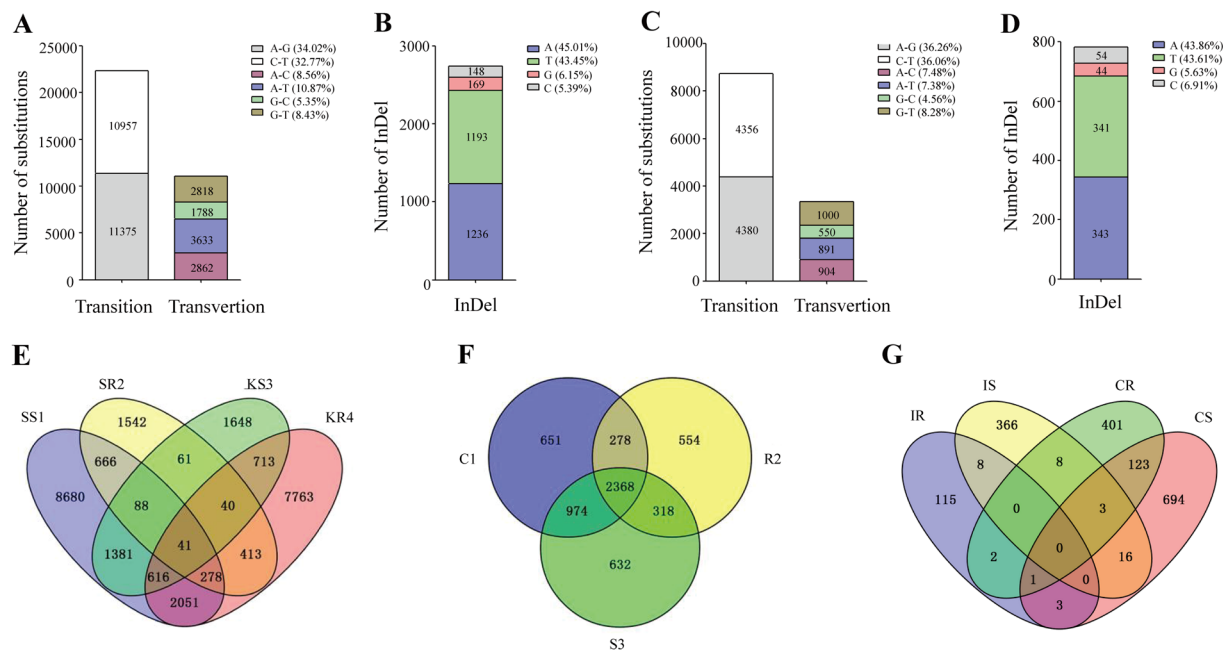 A
Number of substitutions
25000
20000
15000
10000
5000
0
10957
11375
2818
1788
3633
2862
Transition
Transvertion
A-G (34.02%)
C-T (32.77%)
A-C (8.56%)
A-T (10.87%)
G-C (5.35%)
G-T (8.43%)
B
Number of InDel
3000
2000
1000
0
148
169
1193
1236
InDel
A (45.01%)
T (43.45%)
G (6.15%)
C (5.39%)
C
Number of substitutions
10000
8000
6000
4000
2000
0
4356
4380
1000
550
891
904
Transition
Transvertion
A-G (36.26%)
C-T (36.06%)
A-C (7.48%)
A-T (7.38%)
G-C (4.56%)
G-T (8.28%)
D
Number of InDel
800
600
400
200
0
54
44
341
343
InDel
A (43.86%)
T (43.61%)
G (5.63%)
C (6.91%)
E
SS1
SR2
KS3
KR4
1542
1648
666
61
713
8680
88
40
7763
1381
41
413
616
278
2051
F
C1
R2
S3
651
278
554
2368
974
318
632
G
IR
IS
CR
CS
366
401
8
8
123
115
0
3
694
2
0
16
1
0
3